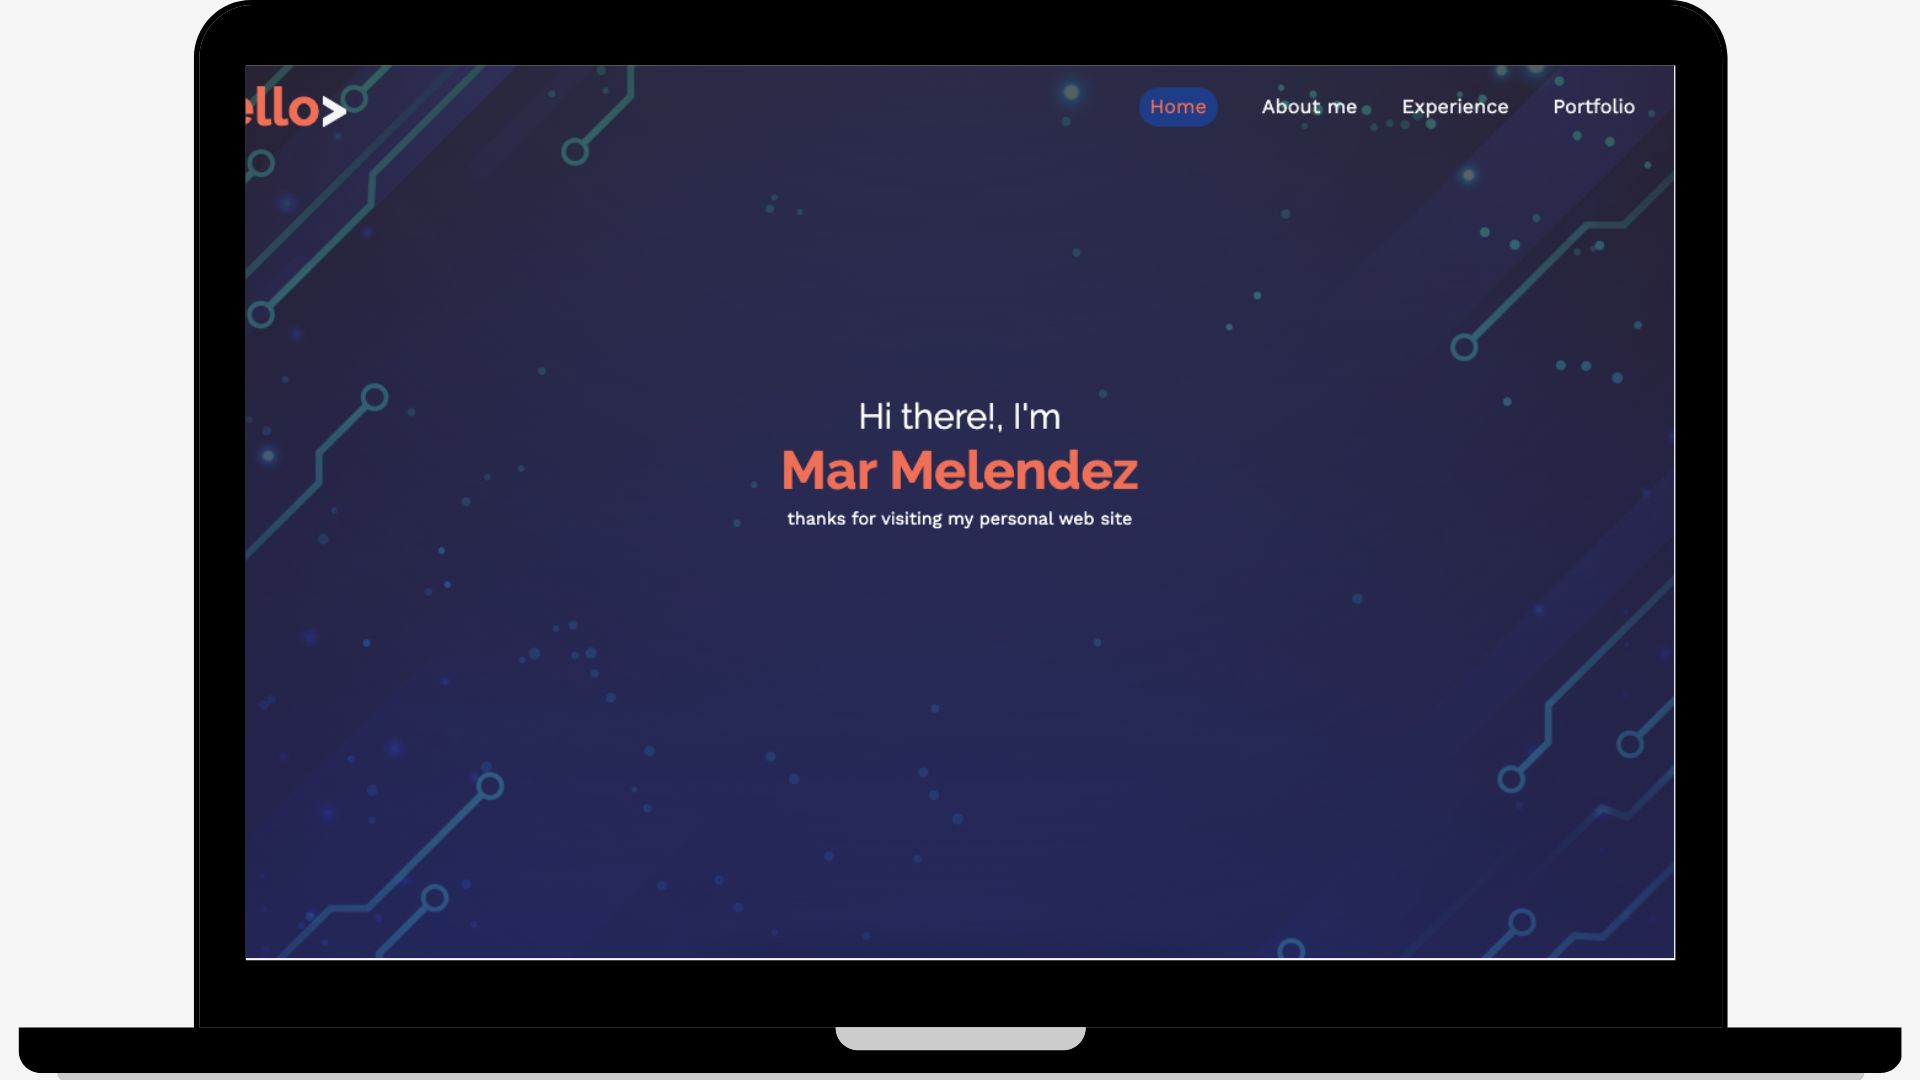 ello>
Home About me Experience Portfolio
Hi there!, I'm
Mar Melendez
thanks for visiting my personal web site